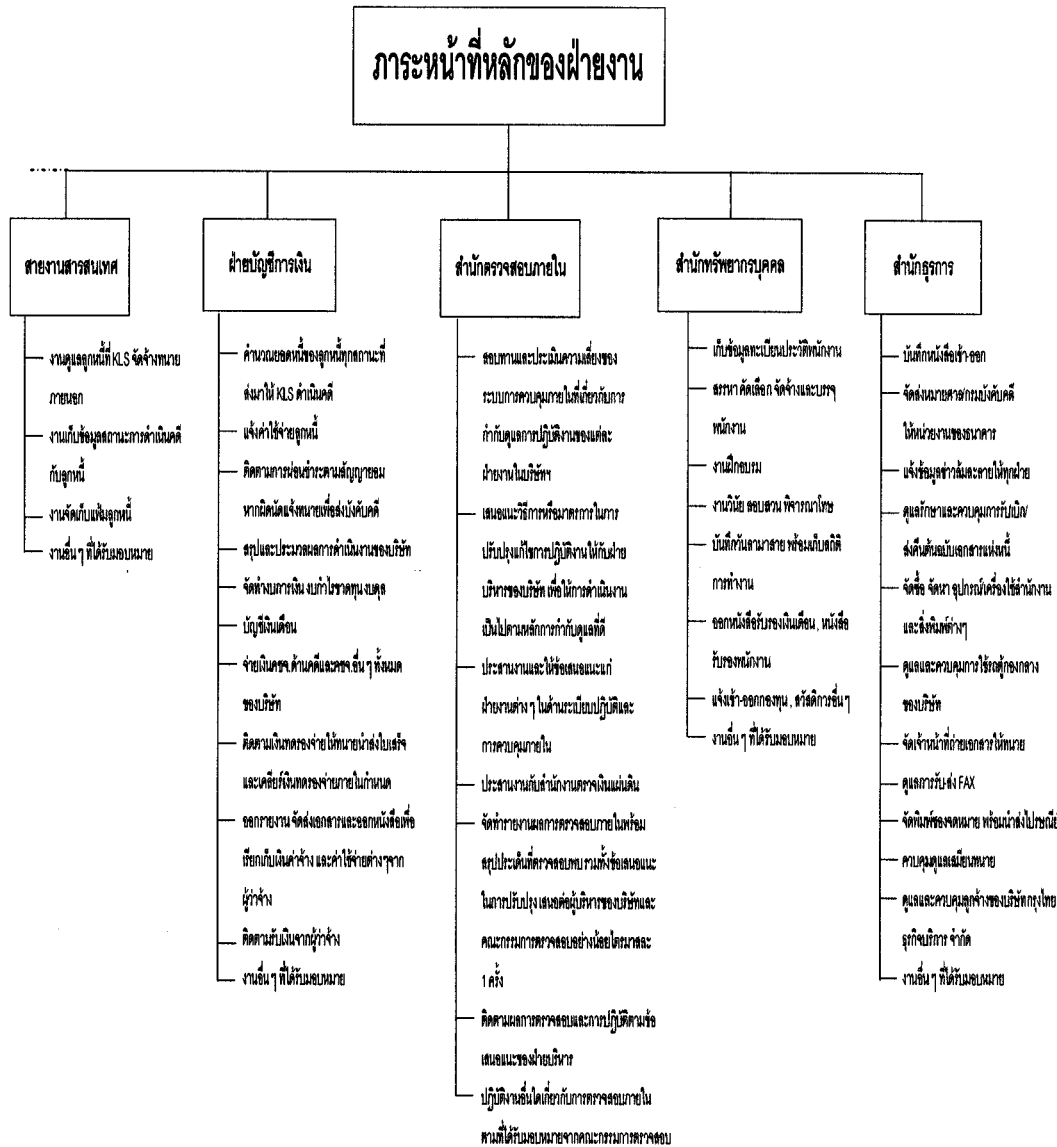 ภาระหน้าที่หลักของฝ่ายงาน
สายงานสารสนเทศ
งานดูแลลูกหนี้ที่ KLS จัดจ้างทนาย
ภายนอก
งานเก็บข้อมูลสถานะการดำเนินคดี
กับลูกหนี้
งานจัดเก็บแฟ้มลูกหนี้
งานอื่น ๆ ที่ได้รับมอบหมาย
ฝ่ายบัญชีการเงิน
คำนวณยอดหนี้ของลูกหนี้ทุกสถานะที่
ส่งมาให้ KLS ดำเนินคดี
แจ้งค่าใช้จ่ายลูกหนี้
ติดตามการผ่อนชำระตามสัญญายอม
หากผิดนัดแจ้งทนายเพื่อส่งบังคับคดี
สรุปและประมวลผลการดำเนินงานของบริษัท
จัดทำงบการเงิน งบกำไรขาดทุน งบดุล
บัญชีเงินเดือน
จ่ายเงินคชจ.ด้านคดีและคชจ.อื่น ๆ ทั้งหมด
ของบริษัท
ติดตามเงินทดรองจ่ายให้ทนายนำส่งใบเสร็จ
และเคลียร์เงินทดรองจ่ายภายในกำหนด
ออกรายงาน จัดส่งเอกสารและออกหนังสือเพื่อ
เรียกเก็บเงินค่าจ้าง และค่าใช้จ่ายต่างๆจาก
ผู้ว่าจ้าง
ติดตามรับเงินจากผู้ว่าจ้าง
งานอื่น ๆ ที่ได้รับมอบหมาย
สำนักตรวจสอบภายใน
สอบทานและประเมินความเสี่ยงของ
ระบบการควบคุมภายในที่เกี่ยวกับการ
กำกับดูแลการปฏิบัติงานของแต่ละ
ฝ่ายงานในบริษัทฯ
เสนอแนะวิธีการหรือมาตรการในการ
ปรับปรุงแก้ไขการปฏิบัติงานให้กับฝ่าย
บริหารของบริษัท เพื่อให้การดำเนินงาน
เป็นไปตามหลักการกำกับดูแลที่ดี
ประสานงานและให้ข้อเสนอแนะแก่
ฝ่ายงานต่าง ๆ ในด้านระเบียบปฏิบัติและ
การควบคุมภายใน
ประสานงานกับสำนักงานตรวจเงินแผ่นดิน
จัดทำรายงานผลการตรวจสอบภายในพร้อม
สรุปประเด็นที่ตรวจสอบพบ รวมทั้งข้อเสนอแนะ
ในการปรับปรุง เสนอต่อผู้บริหารของบริษัทและ
คณะกรรมการตรวจสอบอย่างน้อยไตรมาสละ
1 ครั้ง
ติดตามผลการตรวจสอบและการปฏิบัติตามข้อ
เสนอแนะของฝ่ายบริหาร
ปฏิบัติงานอื่นใดเกี่ยวกับการตรวจสอบภายใน
ตามที่ได้รับมอบหมายจากคณะกรรมการตรวจสอบ
สำนักทรัพยากรบุคคล
เก็บข้อมูลทะเบียนประวัติพนักงาน
สรรหา คัดเลือก จัดจ้างและบรรจุ
พนักงาน
งานฝึกอบรม
งานวินัย สอบสวน พิจารณาโทษ
บันทึกวันลามาสาย พร้อมเก็บสถิติ
การทำงาน
ออกหนังสือรับรองเงินเดือน , หนังสือ
รับรองพนักงาน
แจ้งเข้า-ออกกองทุน , สวัสดิการอื่น ๆ
งานอื่น ๆ ที่ได้รับมอบหมาย
สำนักธุรการ
บันทึกหนังสือเข้า-ออก
จัดส่งหมายศาล/กรมบังคับคดี
ให้หน่วยงานของธนาคาร
แจ้งข้อมูลข่าวล้มละลายให้ทุกฝ่าย
ดูแลรักษาและควบคุมการรับ/เบิก/
ส่งคืนต้นฉบับเอกสารแห่งหนี้
จัดซื้อ จัดหา อุปกรณ์/เครื่องใช้สำนักงาน
และสิ่งพิมพ์ต่างๆ
ดูแลและควบคุมการใช้รถตู้กองกลาง
ของบริษัท
จัดเจ้าหน้าที่ถ่ายเอกสารให้ทนาย
ดูแลการรับ-ส่ง FAX
จัดพิมพ์ซองจดหมาย พร้อมนำส่งไปรษณีย์
ควบคุมดูแลเสมียนทนาย
ดูแลและควบคุมลูกจ้างของบริษัทกรุงไทย
ธุรกิจบริการ จำกัด
งานอื่น ๆ ที่ได้รับมอบหมาย